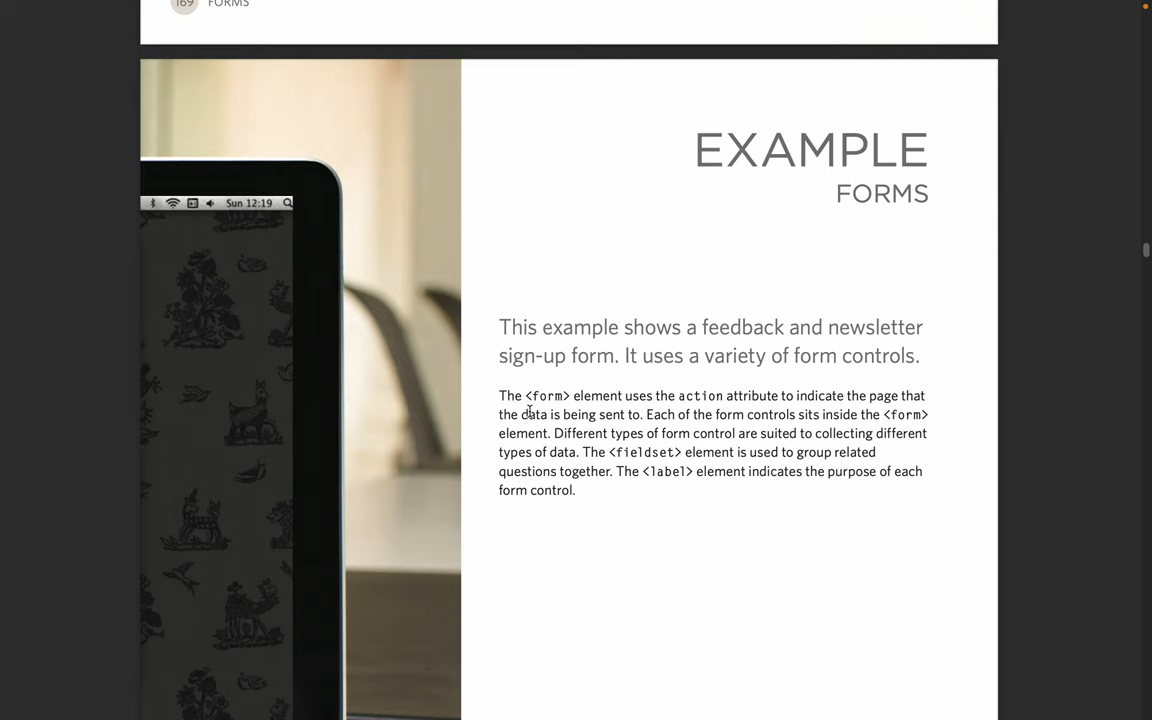 169 FORMS
Sun 12:19
EXAMPLE
FORMS
This example shows a feedback and newsletter
sign-up form. It uses a variety of form controls.
The <form> element uses the action attribute to indicate the page that
the data is being sent to. Each of the form controls sits inside the <form>
element. Different types of form control are suited to collecting different
types of data. The <fieldset> element is used to group related
questions together. The <label> element indicates the purpose of each
form control.